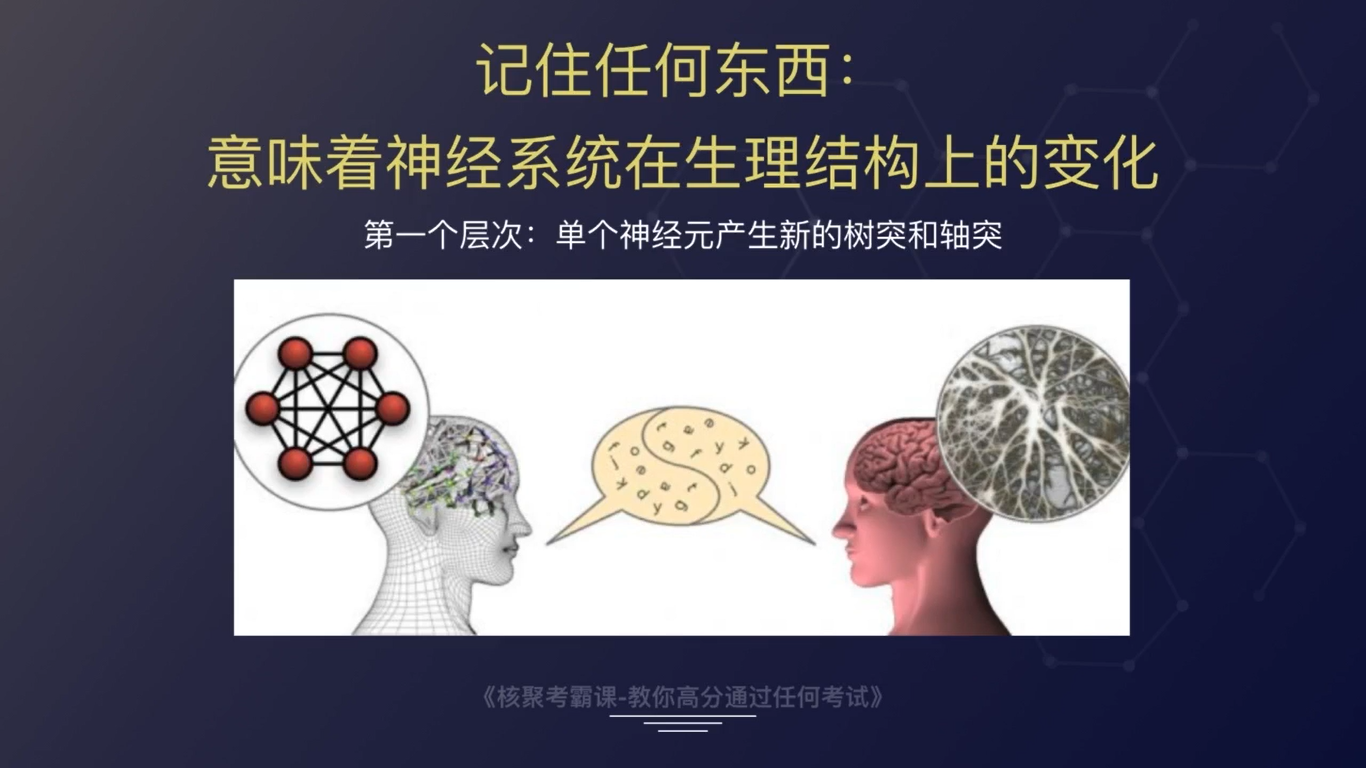 记住任何东西：
意味着神经系统在生理结构上的变化
第一个层次：单个神经元产生新的树突和轴突
《核聚考霸课-教你高分通过任何考试》